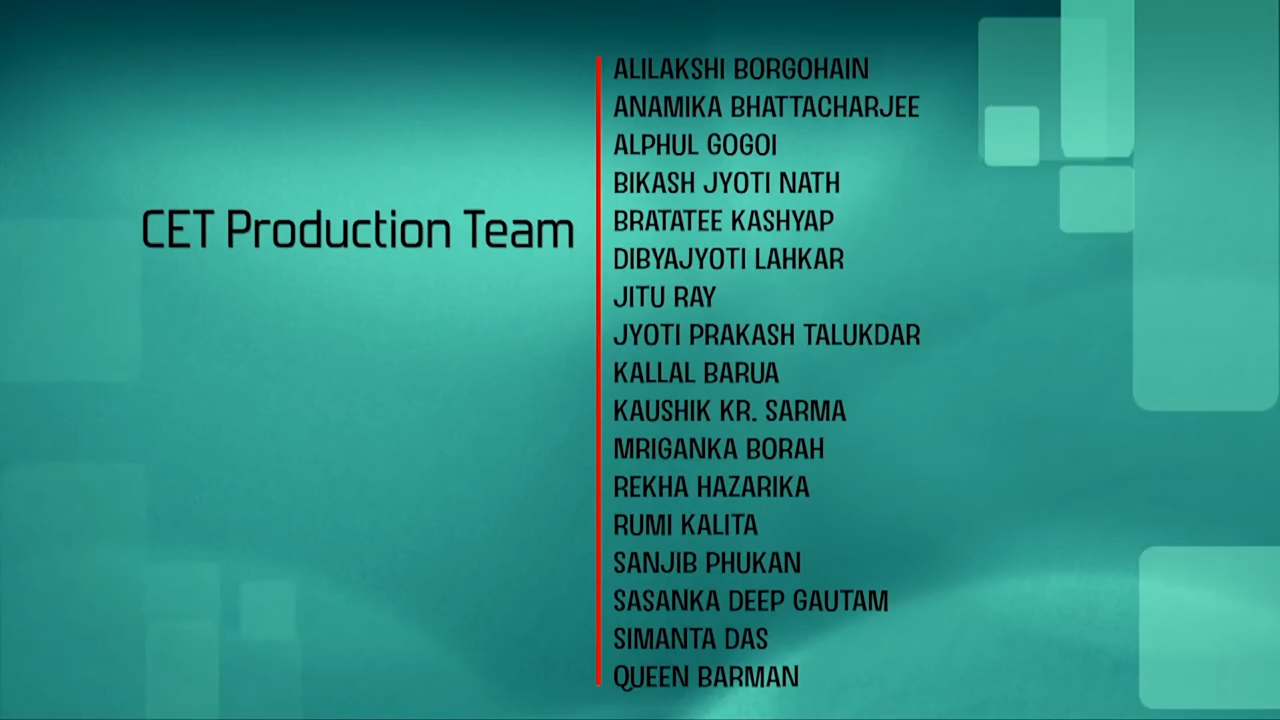 CET Production Team
ALILAKSHI BORGOHAIN
ANAMIKA BHATTACHARJEE
ALPHUL GOGOI
BIKASH JYOTI NATH
BRATATEE KASHYAP
DIBYAJYOTI LAHKAR
JITU RAY
JYOTI PRAKASH TALUKDAR
KALLAL BARUA
KAUSHIK KR. SARMA
MRIGANKA BORAH
REKHA HAZARIKA
RUMI KALITA
SANJIB PHUKAN
SASANKA DEEP GAUTAM
SIMANTA DAS
QUEEN BARMAN